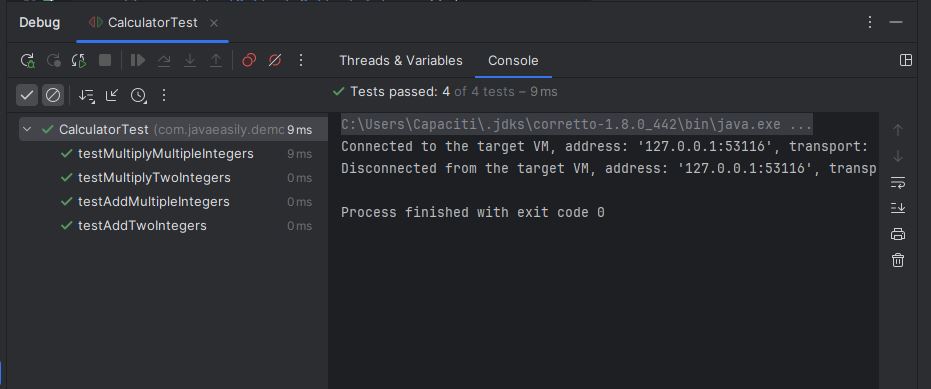 Debug CalculatorTest
Threads & Variables Console
Tests passed: 4 of 4 tests – 9 ms
CalculatorTest (com.javaeasily.demo 9 ms
testMultiplyMultipleIntegers 9 ms
testMultiplyTwoIntegers 0 ms
testAddMultipleIntegers 0 ms
testAddTwoIntegers 0 ms
C:\Users\Capaciti\.jdks\corretto-1.8.0_442\bin\java.exe ...
Connected to the target VM, address: '127.0.0.1:53116', transport:
Disconnected from the target VM, address: '127.0.0.1:53116', transp
Process finished with exit code 0